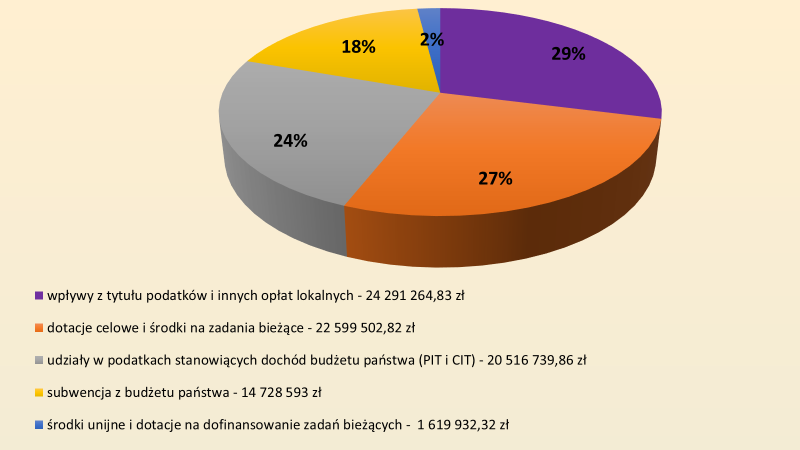 2%
18%
29%
24%
27%
wpływy z tytułu podatków i innych opłat lokalnych - 24 291 264,83 zł
dotacje celowe i środki na zadania bieżące - 22 599 502,82 zł
udziały w podatkach stanowiących dochód budżetu państwa (PIT i CIT) - 20 516 739,86 zł
subwencja z budżetu państwa - 14 728 593 zł
środki unijne i dotacje na dofinansowanie zadań bieżących - 1 619 932,32 zł